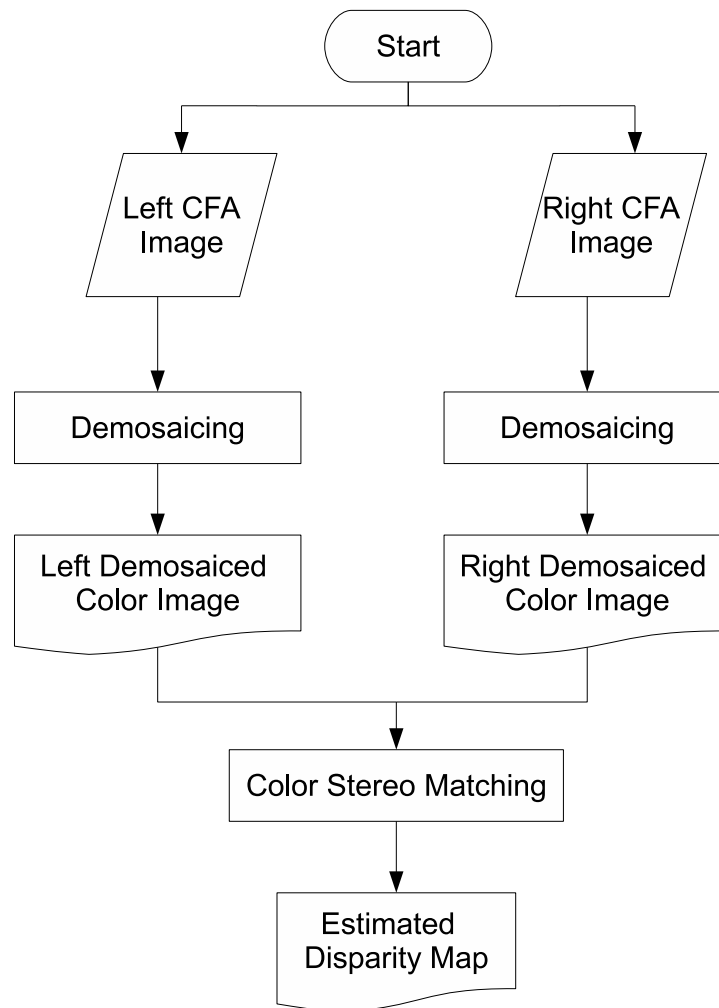 Start
Left CFA
Image
Right CFA
Image
Demosaicing
Demosaicing
Left Demosaiced
Color Image
Right Demosaiced
Color Image
Color Stereo Matching
Estimated
Disparity Map